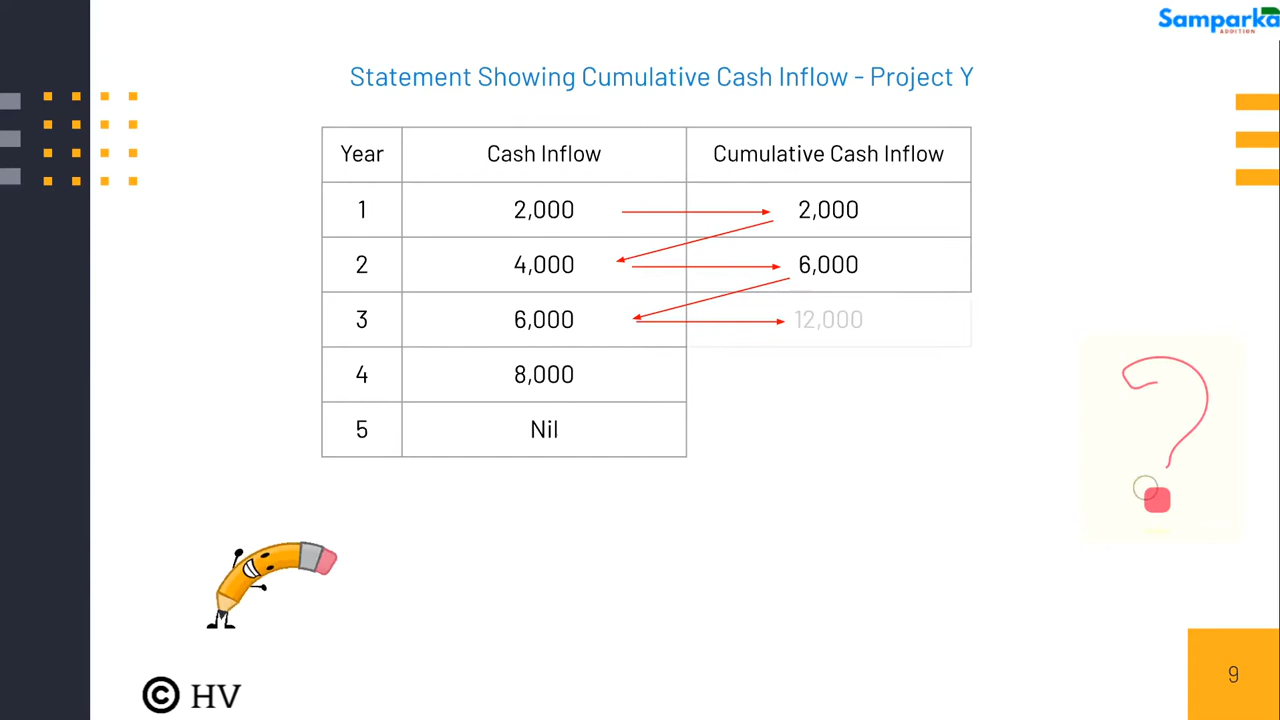 Samparka
ADDITION
Statement Showing Cumulative Cash Inflow - Project Y
Year Cash Inflow Cumulative Cash Inflow
1 2,000 2,000
2 4,000 6,000
3 6,000 12,000
4 8,000
5 Nil
?
© HV
9